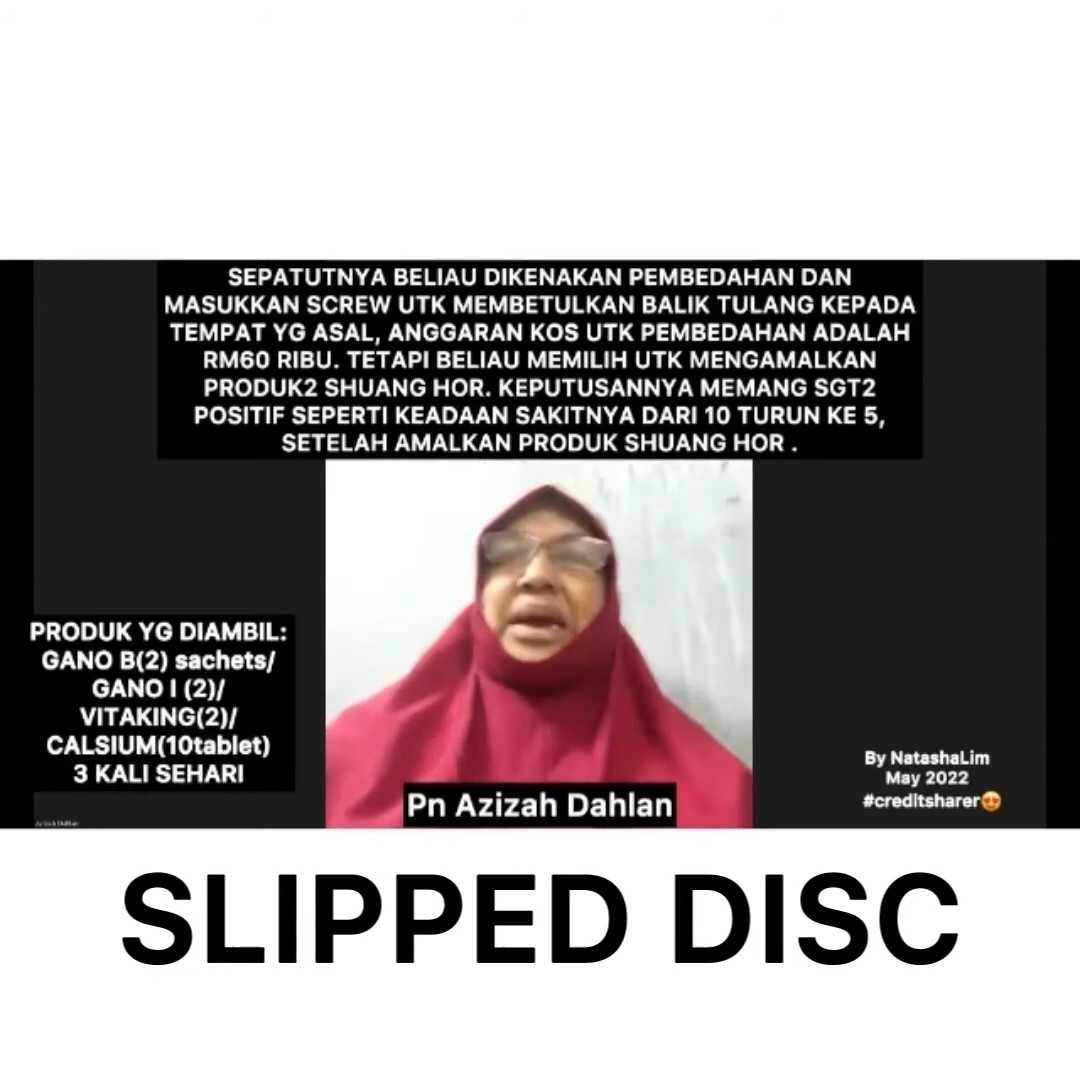 SEPATUTNYA BELIAU DIKENAKAN PEMBEDAHAN DAN
MASUKKAN SCREW UTK MEMBETULKAN BALIK TULANG KEPADA
TEMPAT YG ASAL, ANGGARAN KOS UTK PEMBEDAHAN ADALAH
RM60 RIBU. TETAPI BELIAU MEMILIH UTK MENGAMALKAN
PRODUK2 SHUANG HOR. KEPUTUSANNYA MEMANG SGT2
POSITIF SEPERTI KEADAAN SAKITNYA DARI 10 TURUN KE 5,
SETELAH AMALKAN PRODUK SHUANG HOR .
PRODUK YG DIAMBIL:
GANO B(2) sachets/
GANO I (2)/
VITAKING(2)/
CALSIUM(10tablet)
3 KALI SEHARI
Pn Azizah Dahlan
By NatashaLim
May 2022
#creditsharer😍
SLIPPED DISC